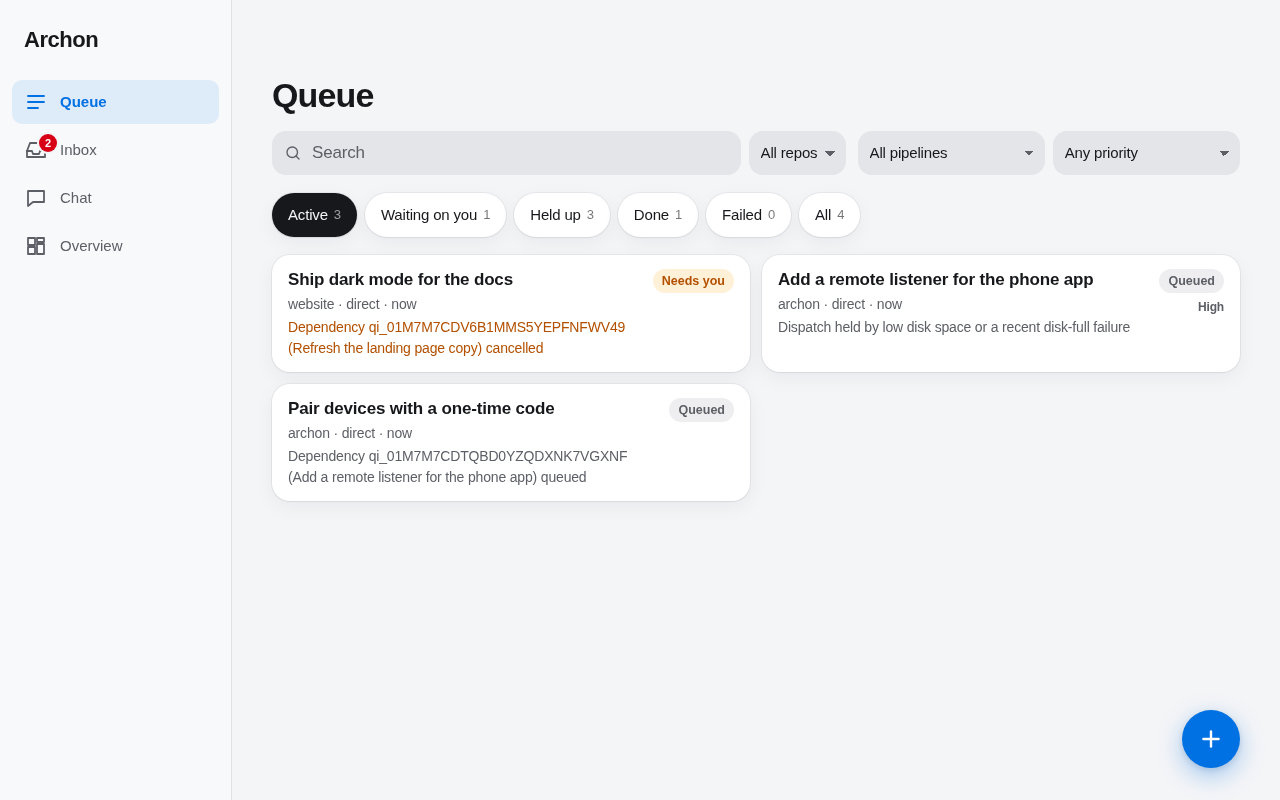 Archon
Queue
2
Inbox
Chat
Overview
Queue
Search
All repos
All pipelines
Any priority
Active 3
Waiting on you 1
Held up 3
Done 1
Failed 0
All 4
Ship dark mode for the docs
Needs you
website · direct · now
Dependency qi_01M7M7CDV6B1MMS5YEPFNFWV49
(Refresh the landing page copy) cancelled
Add a remote listener for the phone app
Queued
archon · direct · now
High
Dispatch held by low disk space or a recent disk-full failure
Pair devices with a one-time code
Queued
archon · direct · now
Dependency qi_01M7M7CDTQBD0YZQDXNK7VGXNF
(Add a remote listener for the phone app) queued